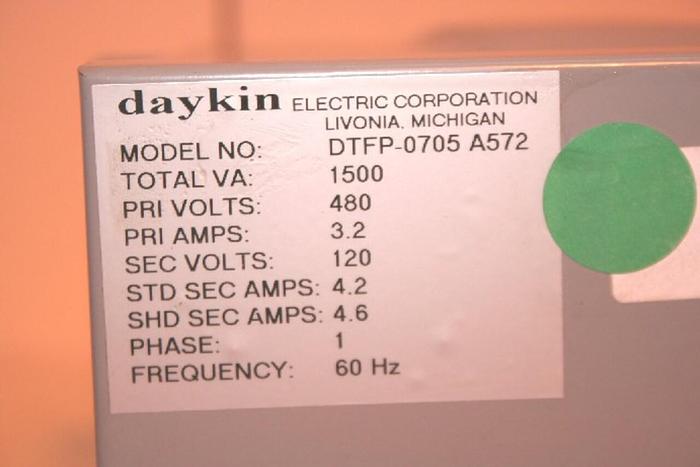 daykin ELECTRIC CORPORATION
LIVONIA, MICHIGAN
MODEL NO: DTFP-0705 A572
TOTAL VA: 1500
PRI VOLTS: 480
PRI AMPS: 3.2
SEC VOLTS: 120
STD SEC AMPS: 4.2
SHD SEC AMPS: 4.6
PHASE: 1
FREQUENCY: 60 Hz